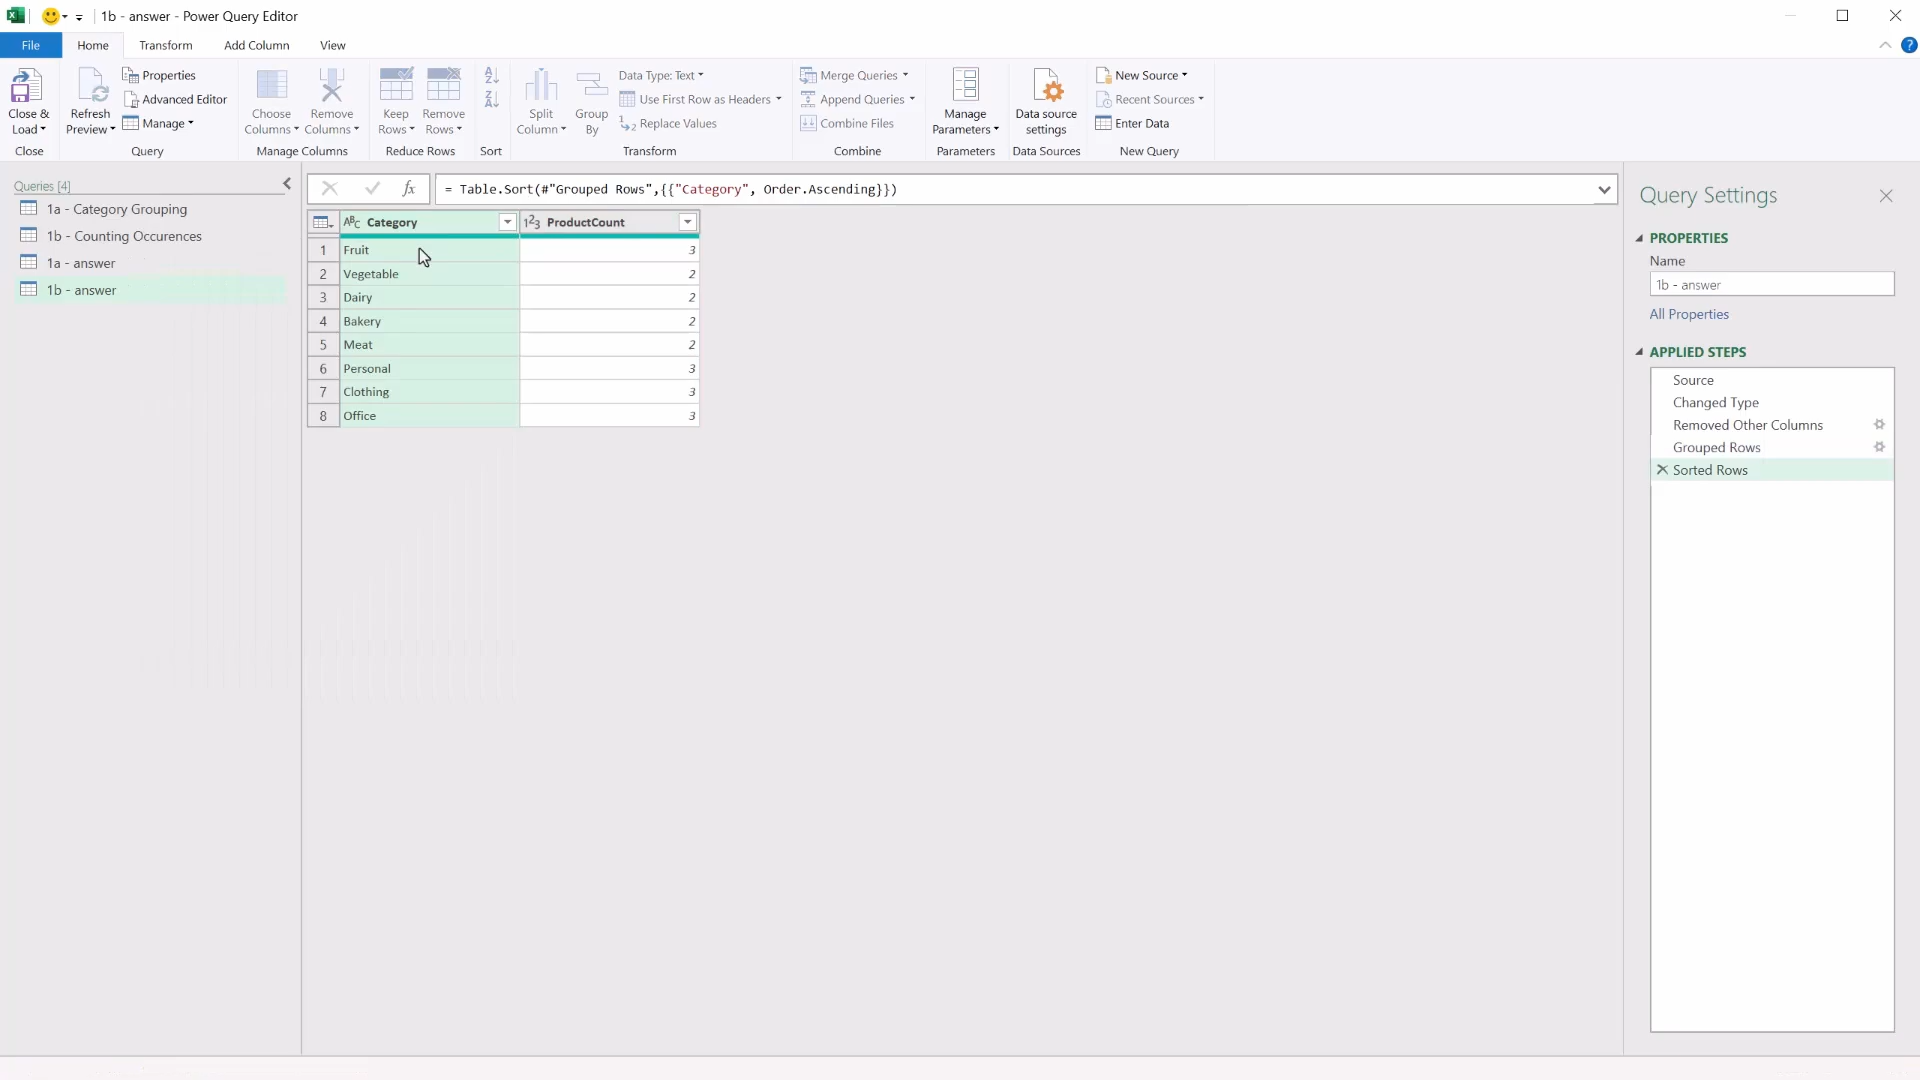 1b - answer - Power Query Editor
File Home Transform Add Column View
Close & Load
Close
Refresh Preview
Properties
Advanced Editor
Manage
Query
Choose Columns
Remove Columns
Manage Columns
Keep Rows
Remove Rows
Reduce Rows
Sort
Split Column
Group By
Data Type: Text
Use First Row as Headers
Replace Values
Transform
Merge Queries
Append Queries
Combine Files
Combine
Manage Parameters
Parameters
Data source settings
Data Sources
New Source
Recent Sources
Enter Data
New Query
Queries [4]
1a - Category Grouping
1b - Counting Occurences
1a - answer
1b - answer
fx = Table.Sort(#"Grouped Rows",{{"Category", Order.Ascending}})
ABC Category 123 ProductCount
1 Fruit 3
2 Vegetable 2
3 Dairy 2
4 Bakery 2
5 Meat 2
6 Personal 3
7 Clothing 3
8 Office 3
Query Settings
PROPERTIES
Name
1b - answer
All Properties
APPLIED STEPS
Source
Changed Type
Removed Other Columns
Grouped Rows
Sorted Rows